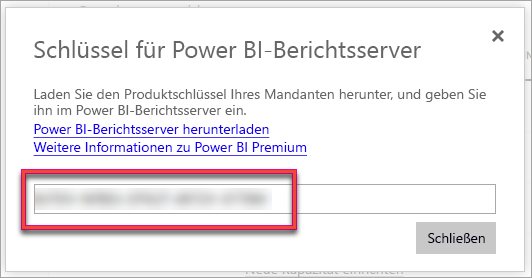 Schlüssel für Power BI-Berichtsserver
Laden Sie den Produktschlüssel Ihres Mandanten herunter, und geben Sie
ihn im Power BI-Berichtsserver ein.
Power BI-Berichtsserver herunterladen
Weitere Informationen zu Power BI Premium
Schließen